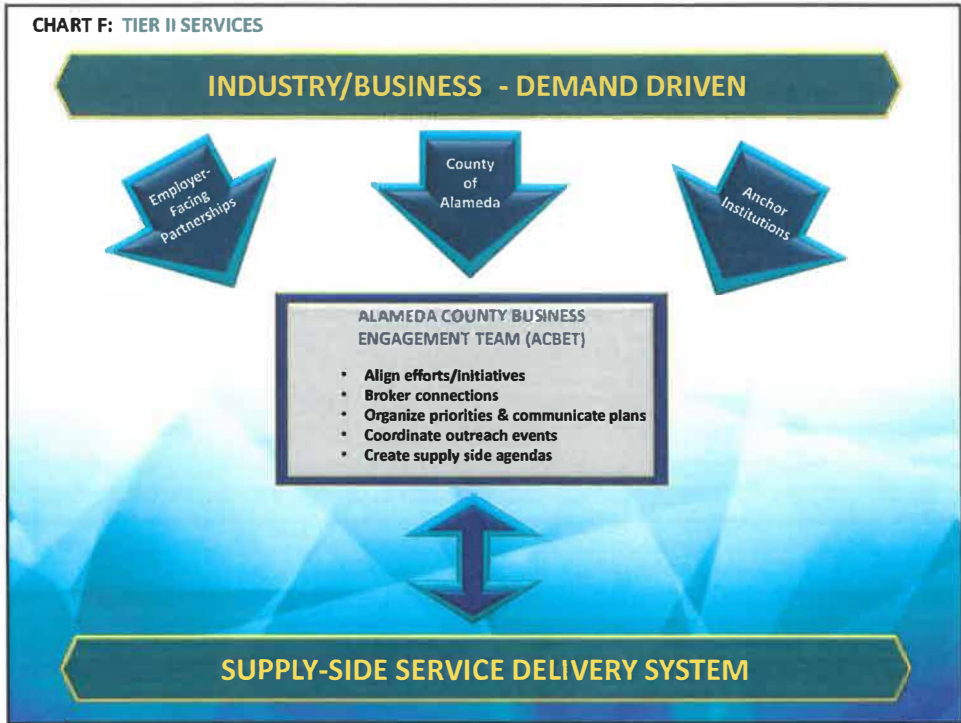 CHART F: TIER II SERVICES
INDUSTRY/BUSINESS - DEMAND DRIVEN
Employer-
Facing
Partnerships
County
of
Alameda
Anchor
Institutions
ALAMEDA COUNTY BUSINESS
ENGAGEMENT TEAM (ACBET)
• Align efforts/initiatives
• Broker connections
• Organize priorities & communicate plans
• Coordinate outreach events
• Create supply side agendas
SUPPLY-SIDE SERVICE DELIVERY SYSTEM